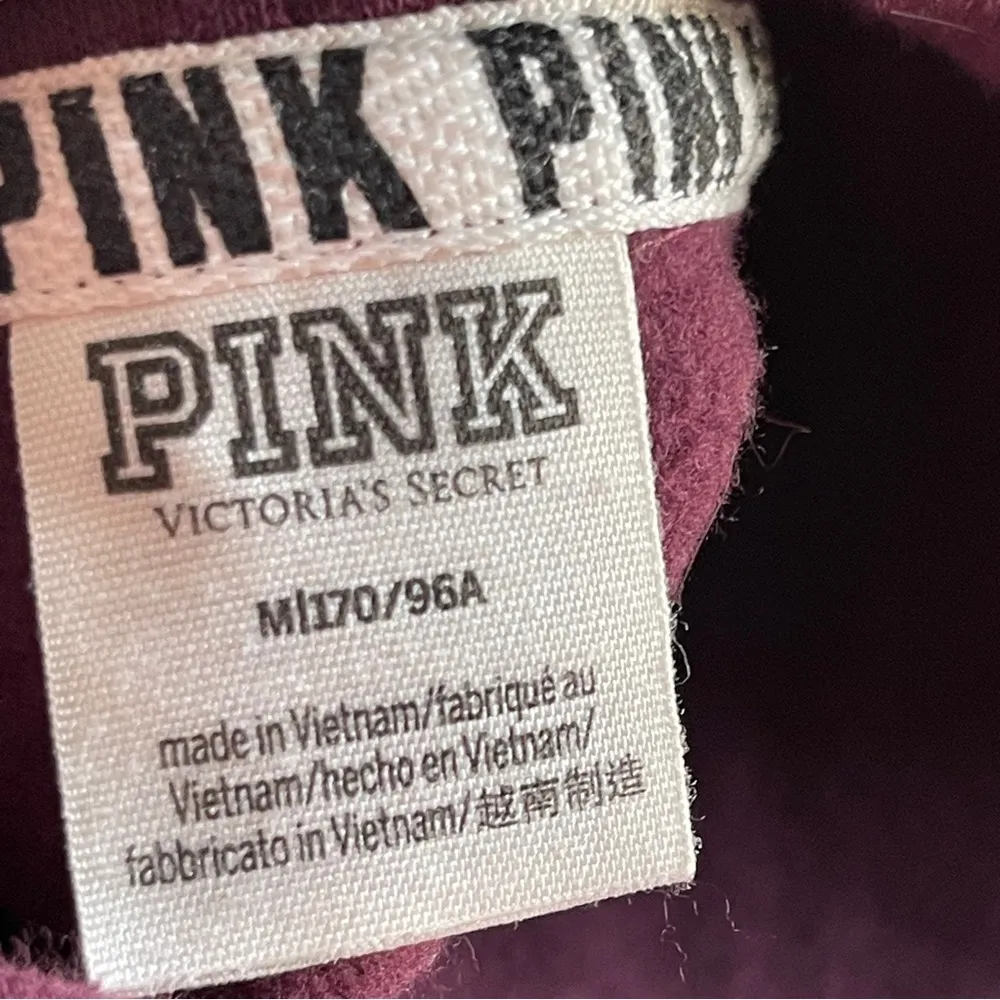 PINK PINK
PINK
VICTORIA'S SECRET
M|170/96A
made in Vietnam/fabriqué au
Vietnam/hecho en Vietnam/
fabbricato in Vietnam/越南制造